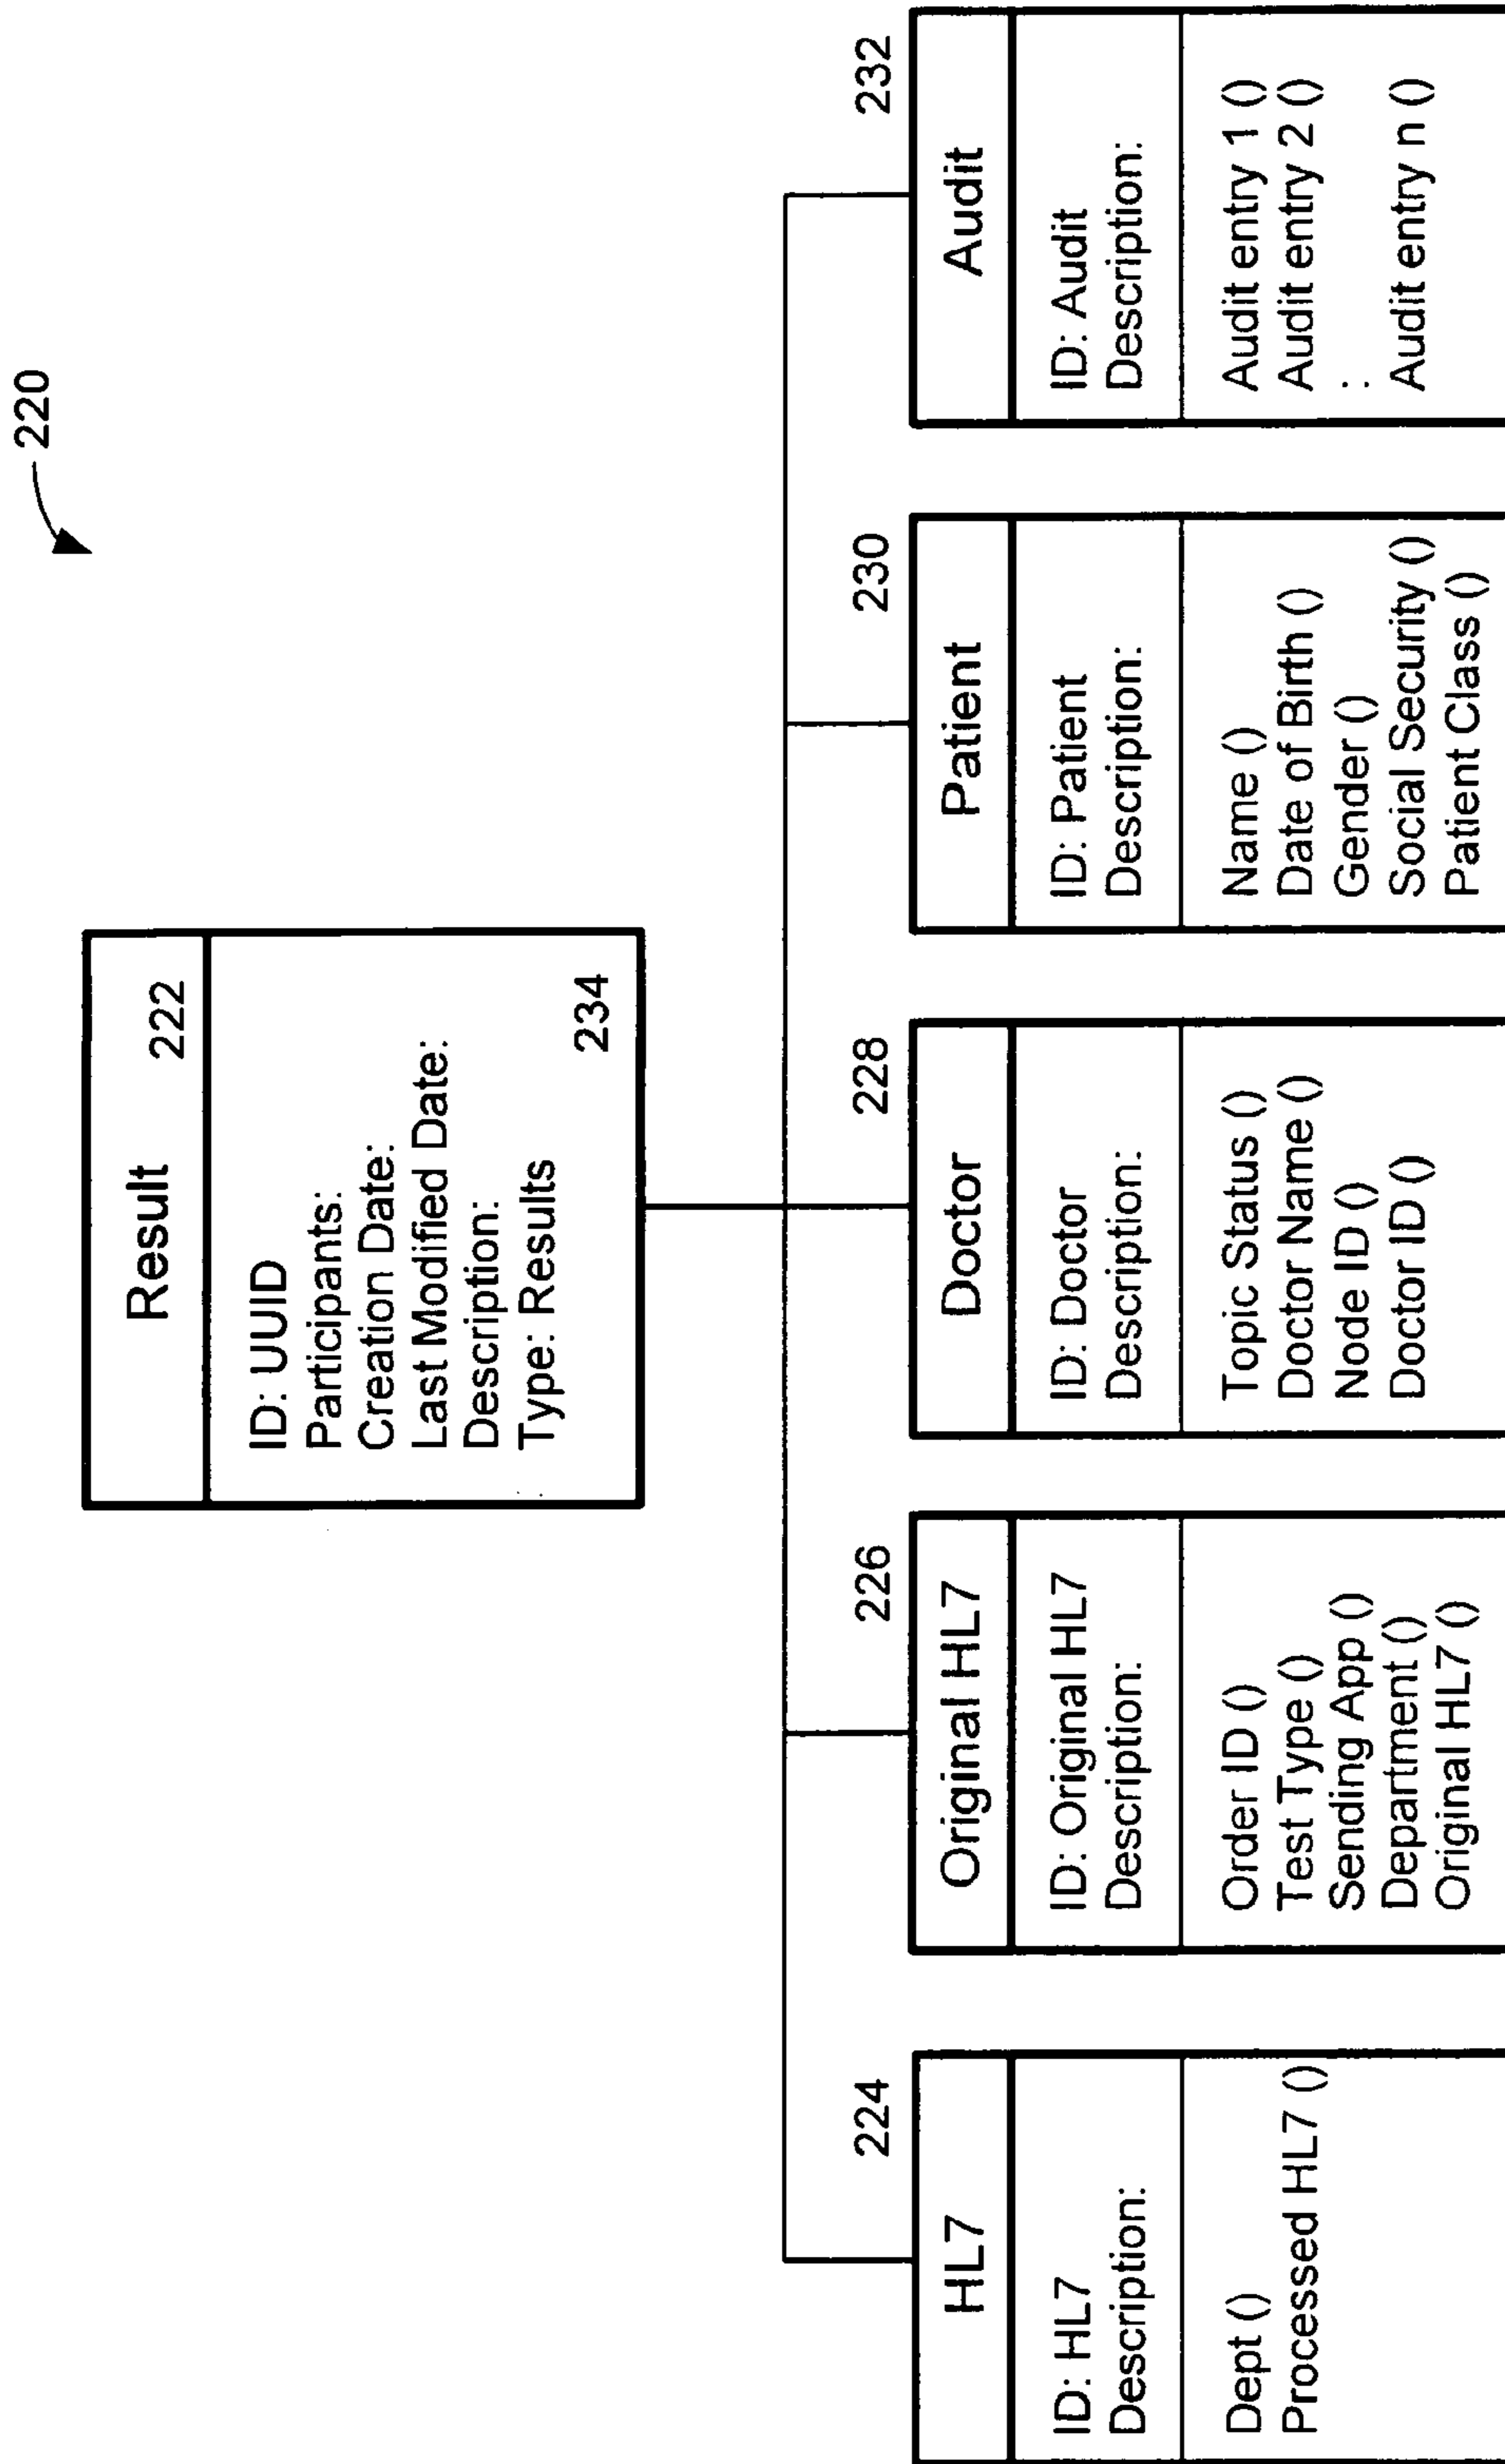 220
Result
222
ID: UUID
Participants:
Creation Date:
Last Modified Date:
Description:
Type: Results
234
224
HL7
ID: HL7
Description:
Dept ()
Processed HL7 ()
226
Original HL7
ID: Original HL7
Description:
Order ID ()
Test Type ()
Sending App ()
Department ()
Original HL7 ()
228
Doctor
ID: Doctor
Description:
Topic Status ()
Doctor Name ()
Node ID ()
Doctor ID ()
230
Patient
ID: Patient
Description:
Name ()
Date of Birth ()
Gender ()
Social Security ()
Patient Class ()
232
Audit
ID: Audit
Description:
Audit entry 1 ()
Audit entry 2 ()
:
Audit entry n ()